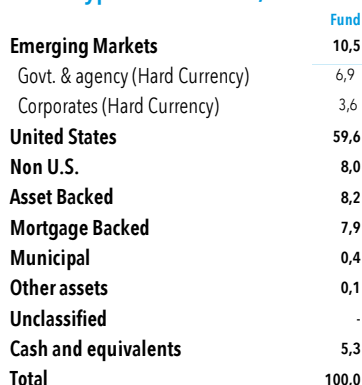 Fund
Emerging Markets 10,5
Govt. & agency (Hard Currency) 6,9
Corporates (Hard Currency) 3,6
United States 59,6
Non U.S. 8,0
Asset Backed 8,2
Mortgage Backed 7,9
Municipal 0,4
Other assets 0,1
Unclassified -
Cash and equivalents 5,3
Total 100,0